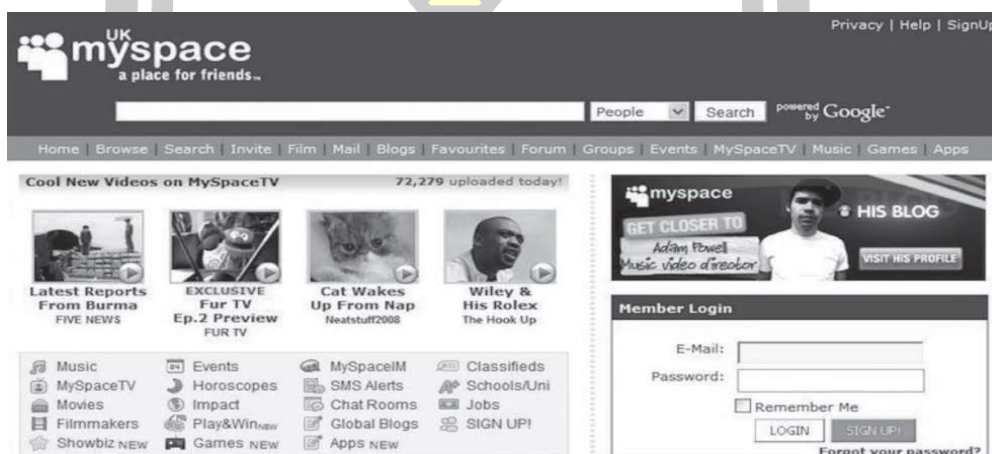 Privacy | Help | SignUp
UK
myspace
a place for friends™
People Search powered by Google™
Home | Browse | Search | Invite | Film | Mail | Blogs | Favourites | Forum | Groups | Events | MySpaceTV | Music | Games | Apps
Cool New Videos on MySpaceTV 72,279 uploaded today!
Latest Reports
From Burma
FIVE NEWS
EXCLUSIVE
Fur TV
Ep.2 Preview
FUR TV
Cat Wakes
Up From Nap
Neatstuff2008
Wiley &
His Rolex
The Hook Up
Music Events MySpaceIM Classifieds
MySpaceTV Horoscopes SMS Alerts Schools/Uni
Movies Impact Chat Rooms Jobs
Filmmakers Play&Win NEW Global Blogs SIGN UP!
Showbiz NEW Games NEW Apps NEW
myspace
GET CLOSER TO
Adam Powell
Music video director
HIS BLOG
VISIT HIS PROFILE
Member Login
E-Mail:
Password:
Remember Me
LOGIN SIGN UP!
Forgot your password?